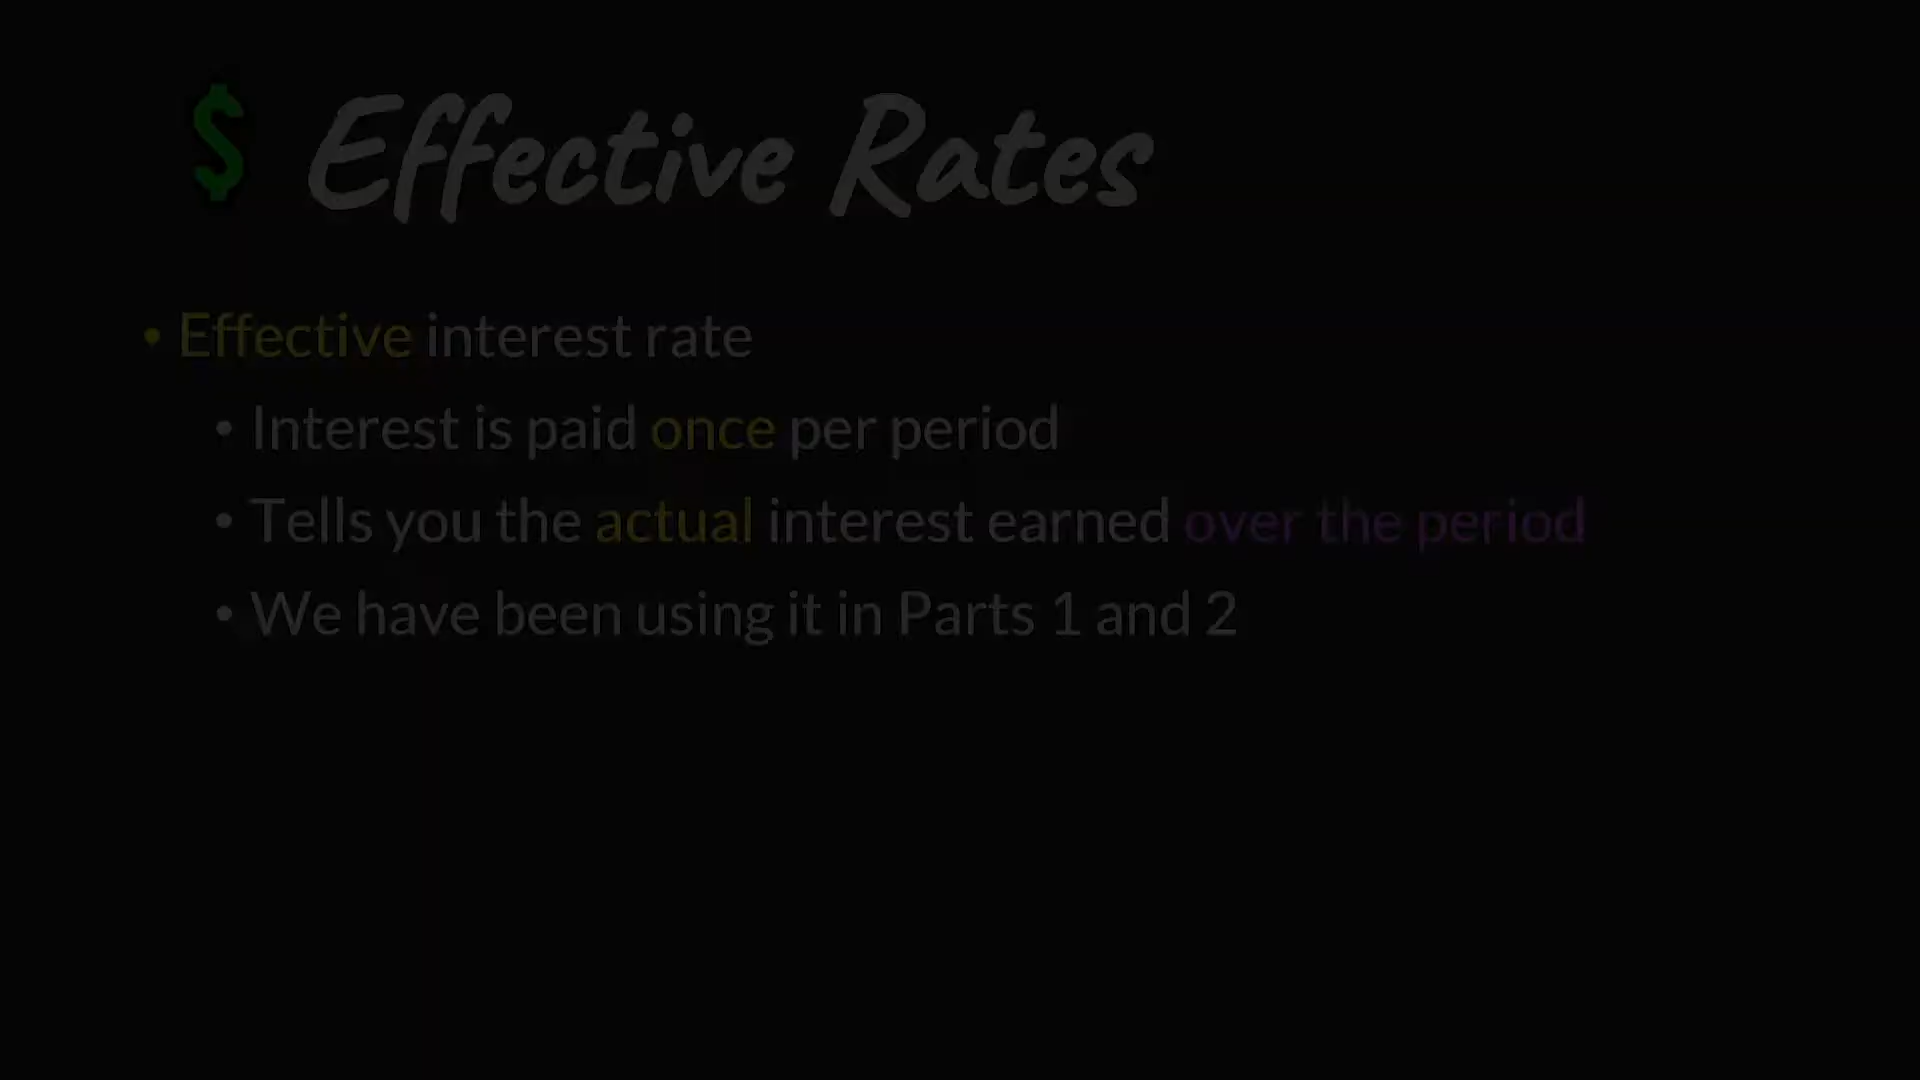 $ Effective Rates
• Effective interest rate
• Interest is paid once per period
• Tells you the actual interest earned over the period
• We have been using it in Parts 1 and 2